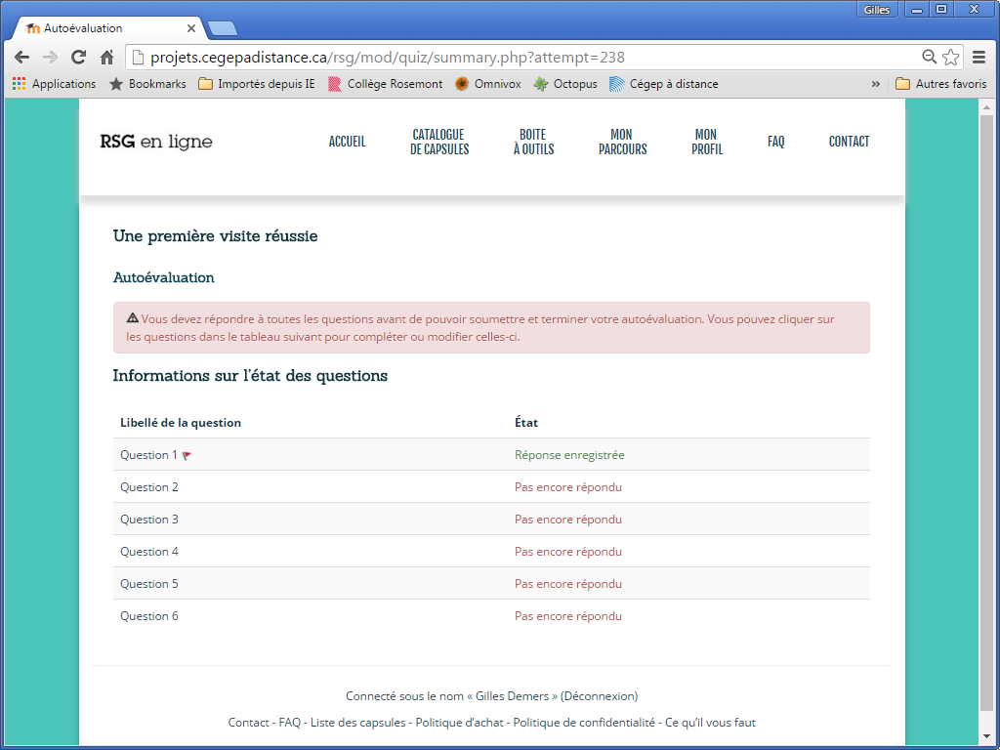 Gilles
Autoévaluation
projets.cegepadistance.ca/rsg/mod/quiz/summary.php?attempt=238
Applications Bookmarks Importés depuis IE Collège Rosemont Omnivox Octopus Cégep à distance » Autres favoris
RSG en ligne
ACCUEIL
CATALOGUE
DE CAPSULES
BOITE
À OUTILS
MON
PARCOURS
MON
PROFIL
FAQ
CONTACT
Une première visite réussie
Autoévaluation
Vous devez répondre à toutes les questions avant de pouvoir soumettre et terminer votre autoévaluation. Vous pouvez cliquer sur
les questions dans le tableau suivant pour compléter ou modifier celles-ci.
Informations sur l'état des questions
Libellé de la question État
Question 1 Réponse enregistrée
Question 2 Pas encore répondu
Question 3 Pas encore répondu
Question 4 Pas encore répondu
Question 5 Pas encore répondu
Question 6 Pas encore répondu
Connecté sous le nom « Gilles Demers » (Déconnexion)
Contact - FAQ - Liste des capsules - Politique d'achat - Politique de confidentialité - Ce qu'il vous faut